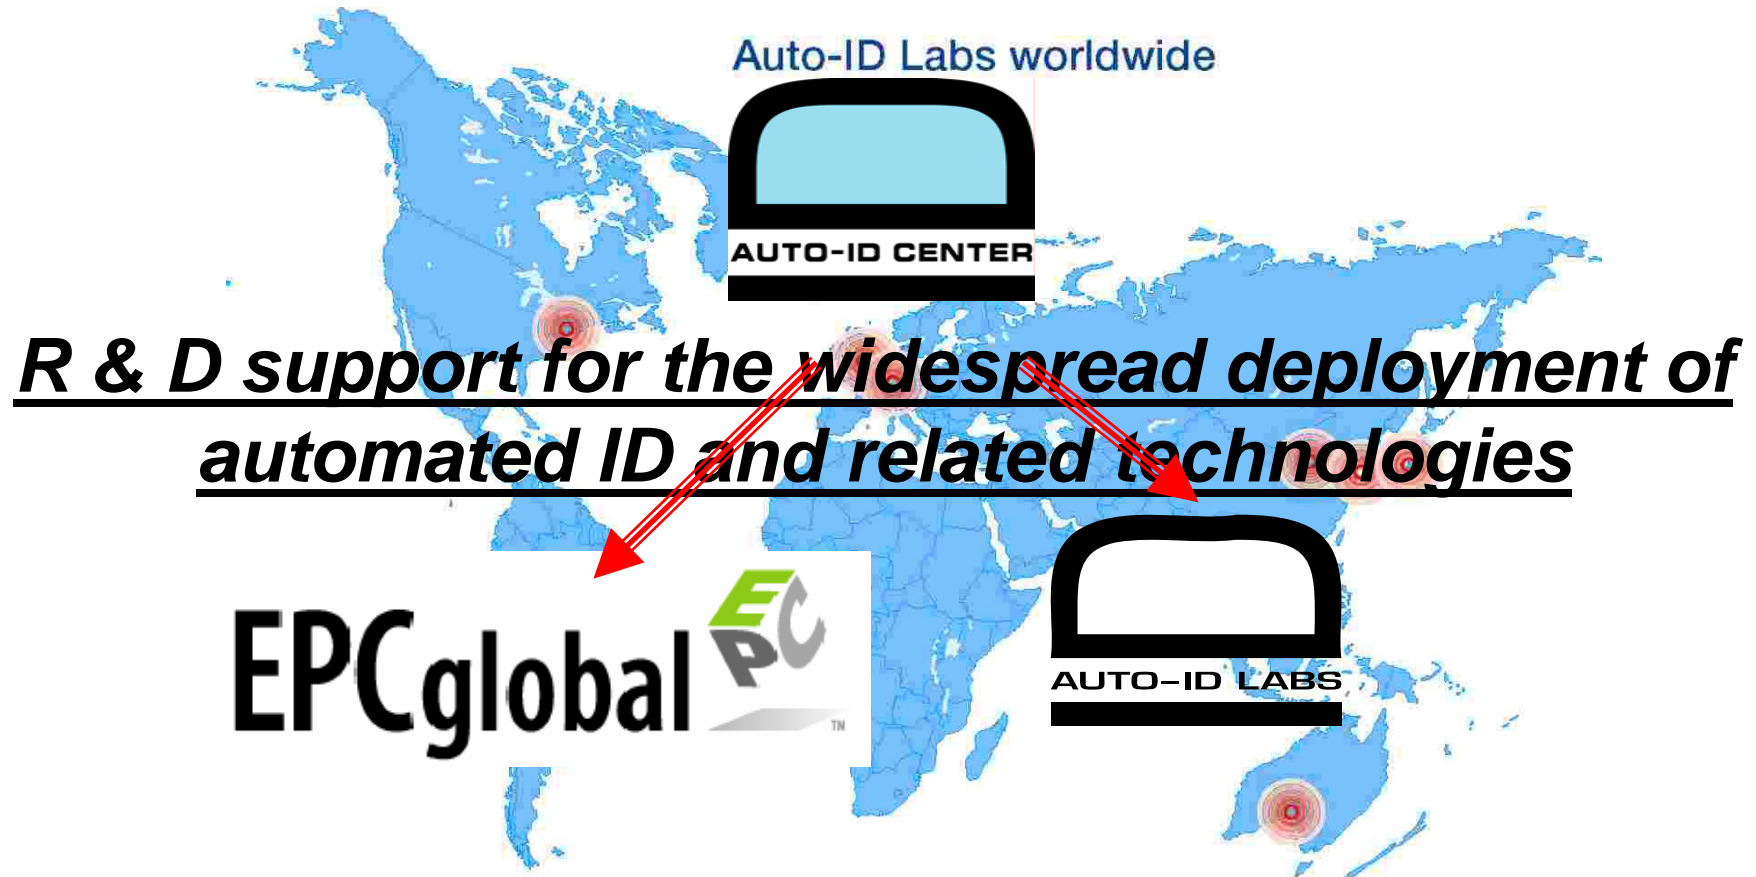 Auto-ID Labs worldwide
AUTO-ID CENTER
R & D support for the widespread deployment of
automated ID and related technologies
EPCglobal EPC ™
AUTO-ID LABS